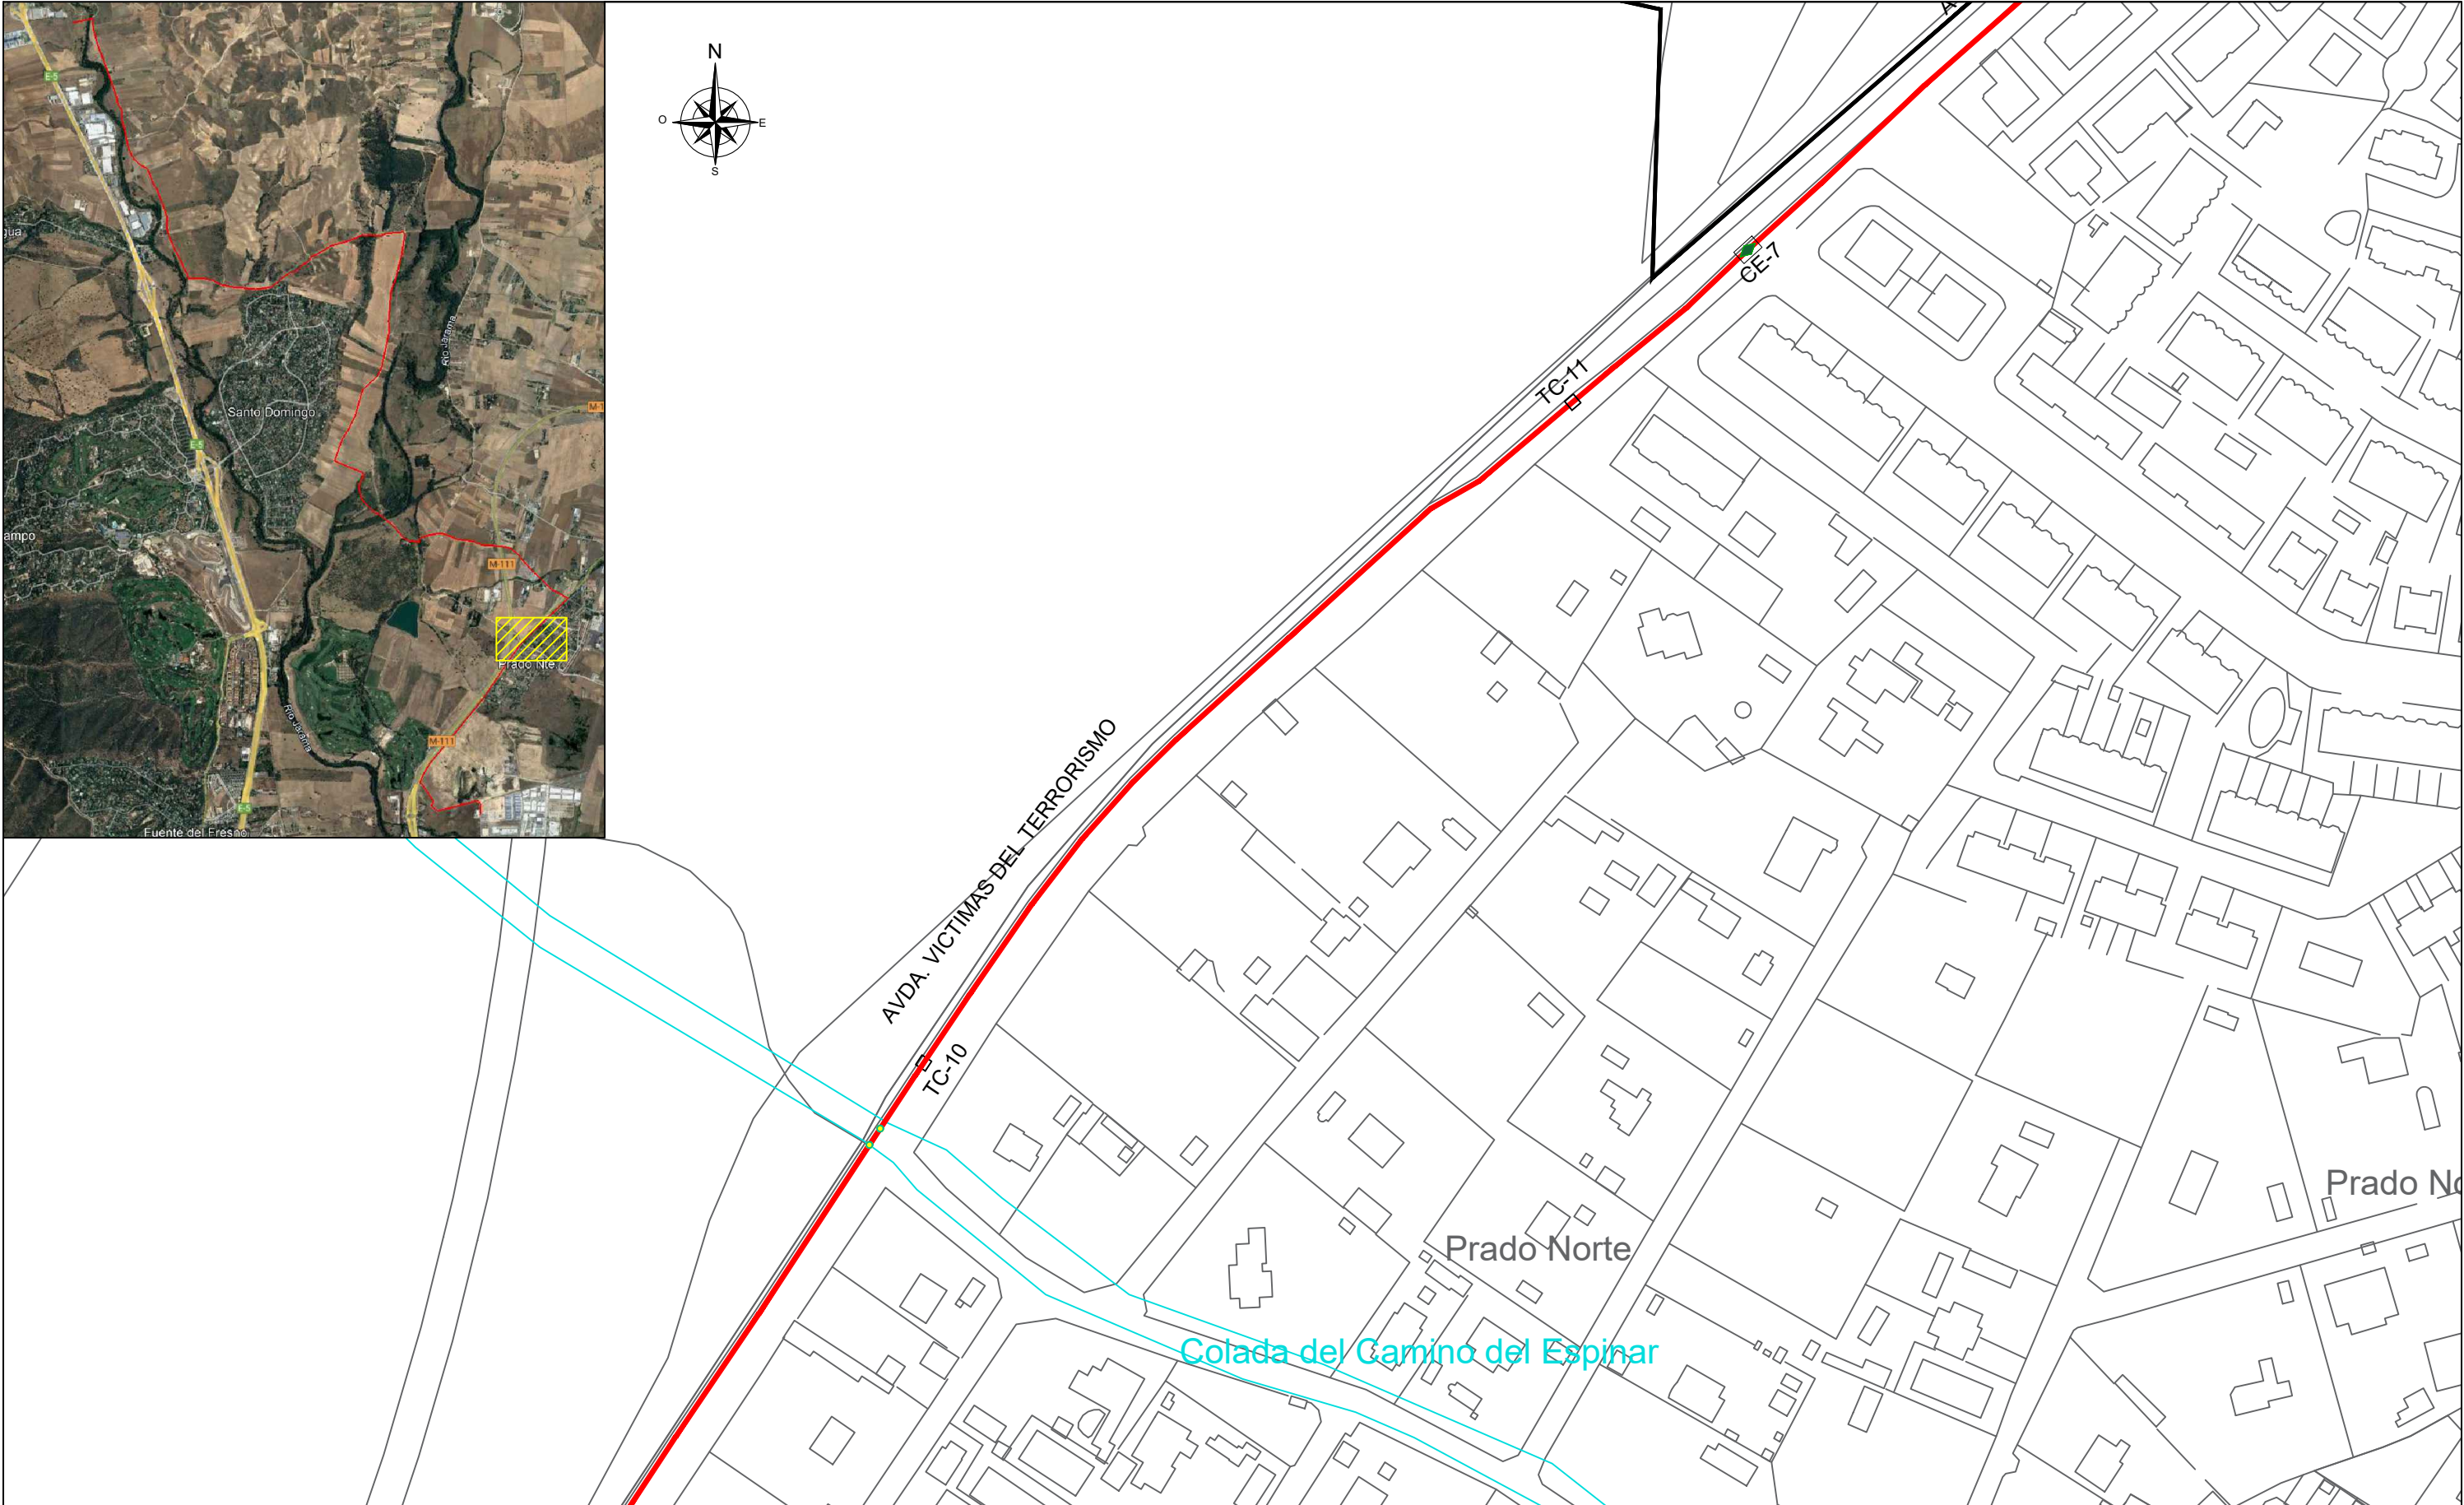 E-5
gua
Río Jarama
Santo Domingo
M-1
E-5
ampo
M-111
Prado Nte
Río Jarama
M-111
E-5
Fuente del Fresno
N
O
E
S
CE-7
TC-11
AVDA. VICTIMAS DEL TERRORISMO
TC-10
Prado No
Prado Norte
Colada del Camino del Espinar